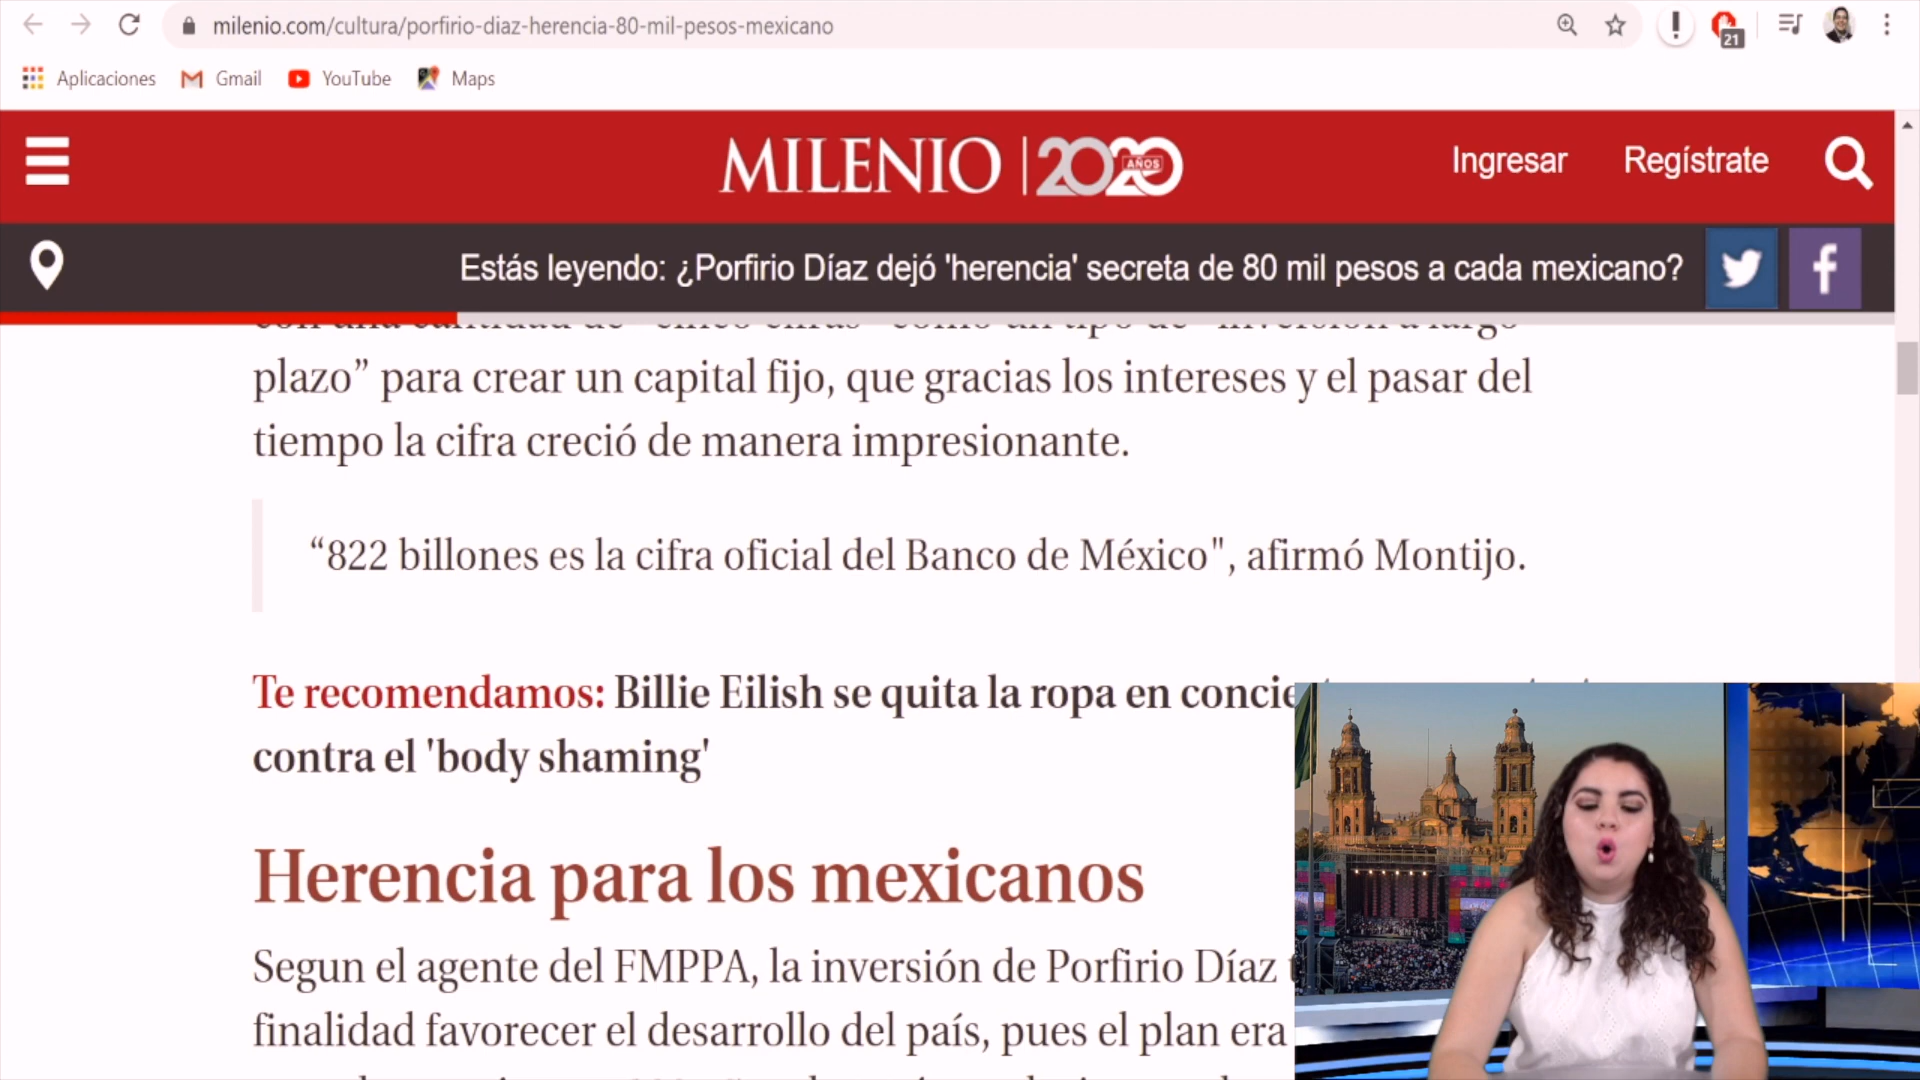 milenio.com/cultura/porfirio-diaz-herencia-80-mil-pesos-mexicano
21
Aplicaciones
Gmail
YouTube
Maps
MILENIO | 2020 AÑOS
Ingresar
Regístrate
Estás leyendo: ¿Porfirio Díaz dejó 'herencia' secreta de 80 mil pesos a cada mexicano?
plazo” para crear un capital fijo, que gracias los intereses y el pasar del
tiempo la cifra creció de manera impresionante.
“822 billones es la cifra oficial del Banco de México", afirmó Montijo.
Te recomendamos: Billie Eilish se quita la ropa en concie
contra el 'body shaming'
Herencia para los mexicanos
Segun el agente del FMPPA, la inversión de Porfirio Díaz
finalidad favorecer el desarrollo del país, pues el plan era